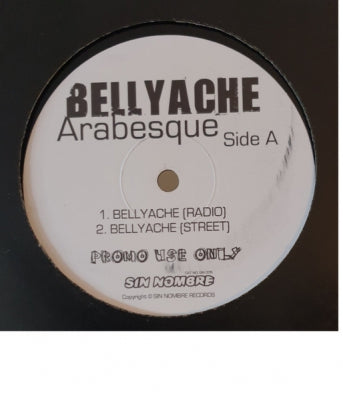 BELLYACHE
Arabesque
Side A
1. BELLYACHE (RADIO)
2. BELLYACHE (STREET)
PROMO USE ONLY
SIN NOMBRE
Copyright © SIN NOMBRE RECORDS